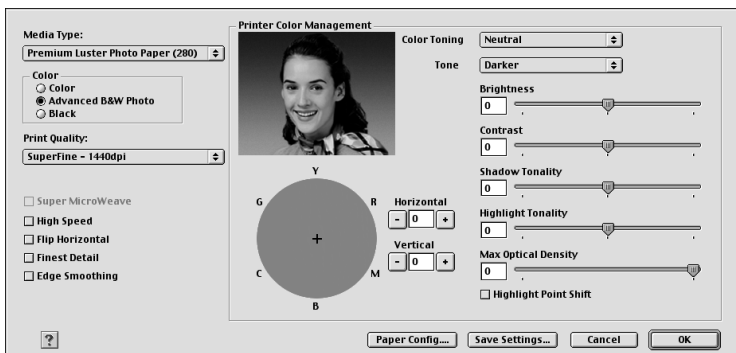 Media Type:
Premium Luster Photo Paper (280)
Color
Color
Advanced B&W Photo
Black
Print Quality:
SuperFine - 1440dpi
Super MicroWeave
High Speed
Flip Horizontal
Finest Detail
Edge Smoothing
Printer Color Management
Color Toning
Neutral
Tone
Darker
Brightness
0
Contrast
0
Shadow Tonality
0
Highlight Tonality
0
Max Optical Density
0
Highlight Point Shift
Y
G
R
C
M
B
Horizontal
- 0 +
Vertical
- 0 +
?
Paper Config....
Save Settings...
Cancel
OK